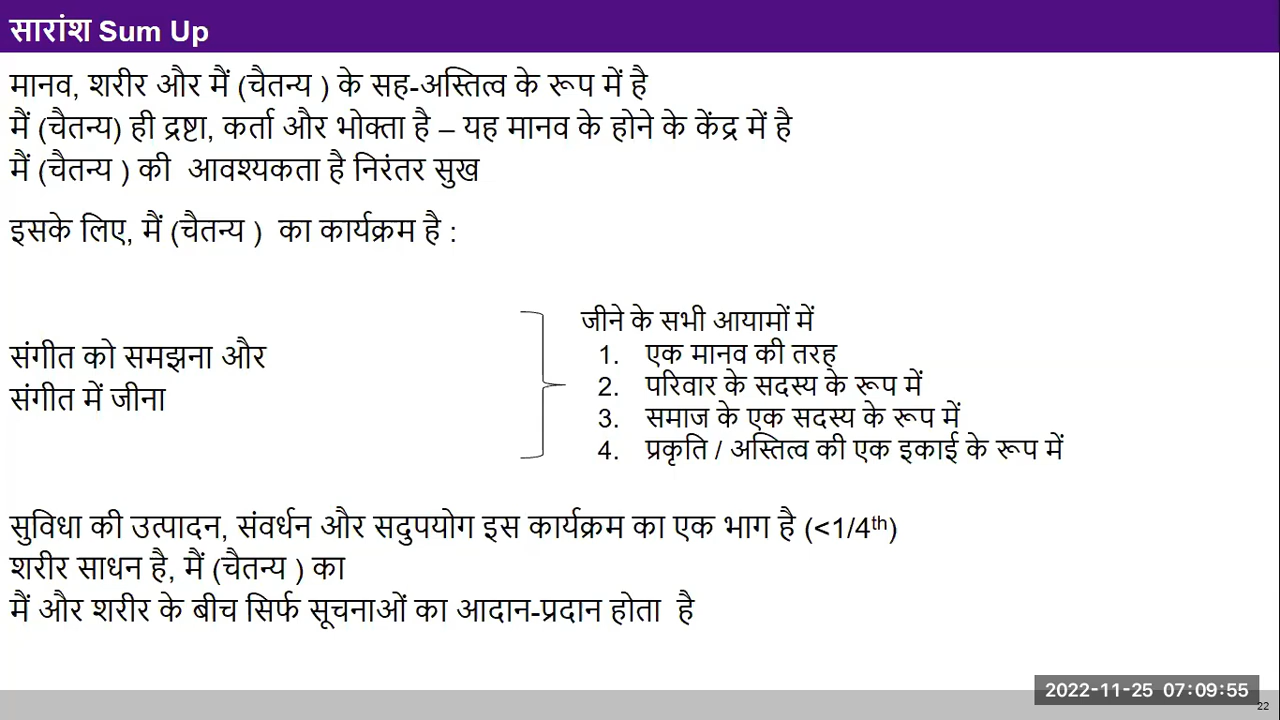 सारांश Sum Up
मानव, शरीर और मैं (चैतन्य ) के सह-अस्तित्व के रूप में है
मैं (चैतन्य) ही द्रष्टा, कर्ता और भोक्ता है – यह मानव के होने के केंद्र में है
मैं (चैतन्य ) की आवश्यकता है निरंतर सुख
इसके लिए, मैं (चैतन्य ) का कार्यक्रम है :
संगीत को समझना और
संगीत में जीना
जीने के सभी आयामों में
1. एक मानव की तरह
2. परिवार के सदस्य के रूप में
3. समाज के एक सदस्य के रूप में
4. प्रकृति / अस्तित्व की एक इकाई के रूप में
सुविधा की उत्पादन, संवर्धन और सदुपयोग इस कार्यक्रम का एक भाग है (<1/4th)
शरीर साधन है, मैं (चैतन्य ) का
मैं और शरीर के बीच सिर्फ सूचनाओं का आदान-प्रदान होता है
2022-11-25 07:09:55
22